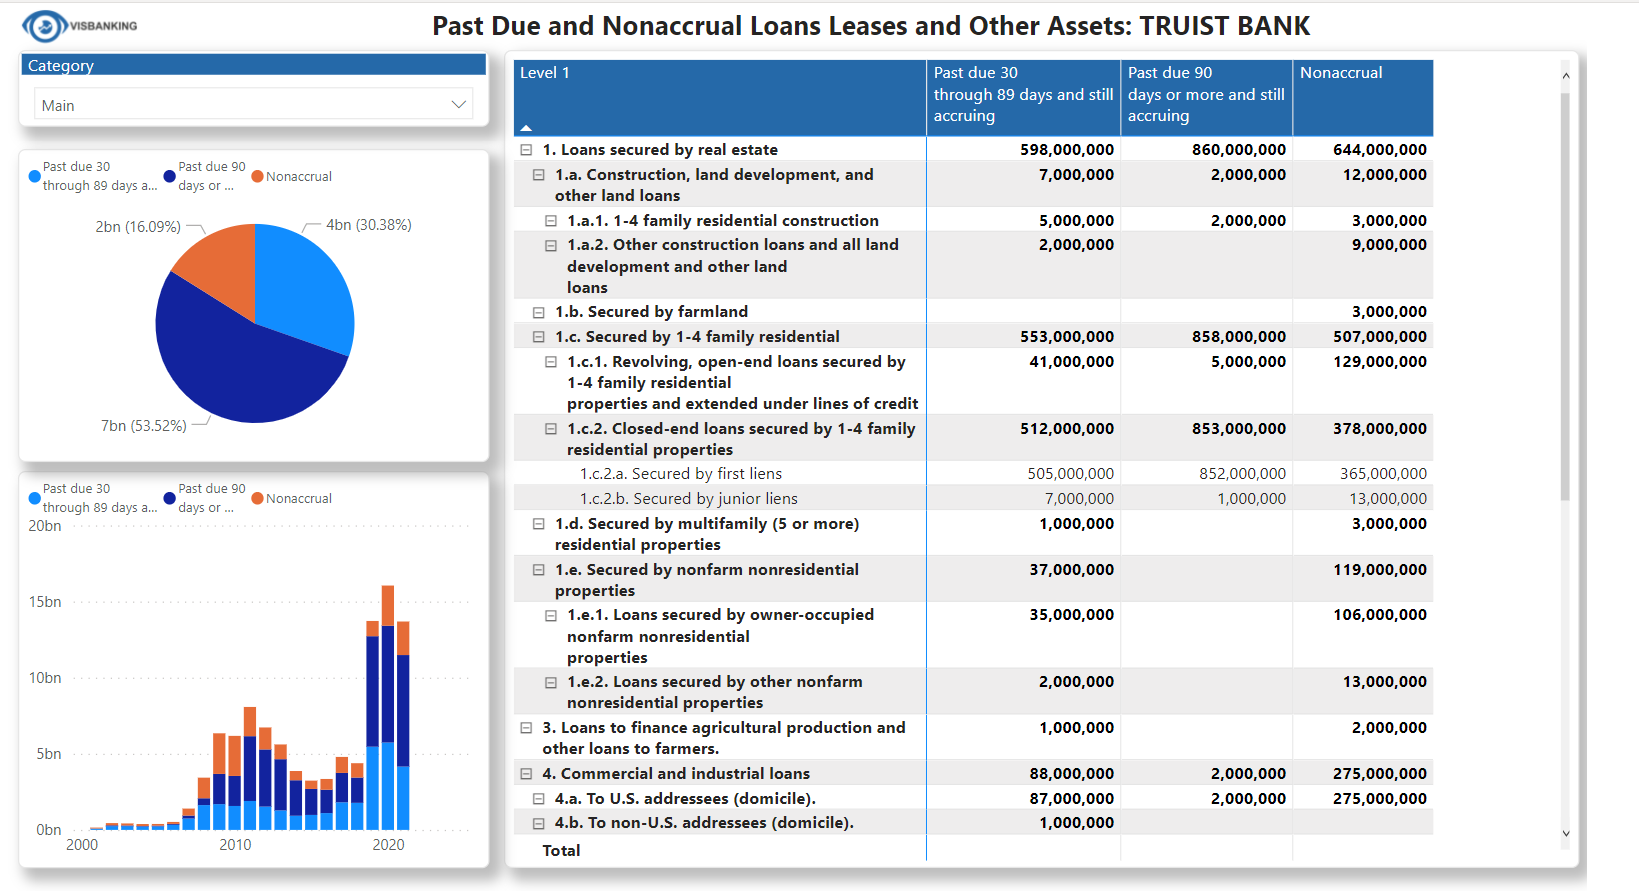 VISBANKING
Past Due and Nonaccrual Loans Leases and Other Assets: TRUIST BANK
Category
Main
Past due 30
through 89 days a...
Past due 90
days or ...
Nonaccrual
2bn (16.09%)
4bn (30.38%)
7bn (53.52%)
Past due 30
through 89 days a...
Past due 90
days or ...
Nonaccrual
20bn
15bn
10bn
5bn
0bn
2000 2010 2020
Level 1
Past due 30
through 89 days and still
accruing
Past due 90
days or more and still
accruing
Nonaccrual
1. Loans secured by real estate 598,000,000 860,000,000 644,000,000
1.a. Construction, land development, and 7,000,000 2,000,000 12,000,000
other land loans
1.a.1. 1-4 family residential construction 5,000,000 2,000,000 3,000,000
1.a.2. Other construction loans and all land 2,000,000 9,000,000
development and other land
loans
1.b. Secured by farmland 3,000,000
1.c. Secured by 1-4 family residential 553,000,000 858,000,000 507,000,000
1.c.1. Revolving, open-end loans secured by 41,000,000 5,000,000 129,000,000
1-4 family residential
properties and extended under lines of credit
1.c.2. Closed-end loans secured by 1-4 family 512,000,000 853,000,000 378,000,000
residential properties
1.c.2.a. Secured by first liens 505,000,000 852,000,000 365,000,000
1.c.2.b. Secured by junior liens 7,000,000 1,000,000 13,000,000
1.d. Secured by multifamily (5 or more) 1,000,000 3,000,000
residential properties
1.e. Secured by nonfarm nonresidential 37,000,000 119,000,000
properties
1.e.1. Loans secured by owner-occupied 35,000,000 106,000,000
nonfarm nonresidential
properties
1.e.2. Loans secured by other nonfarm 2,000,000 13,000,000
nonresidential properties
3. Loans to finance agricultural production and 1,000,000 2,000,000
other loans to farmers.
4. Commercial and industrial loans 88,000,000 2,000,000 275,000,000
4.a. To U.S. addressees (domicile). 87,000,000 2,000,000 275,000,000
4.b. To non-U.S. addressees (domicile). 1,000,000
Total